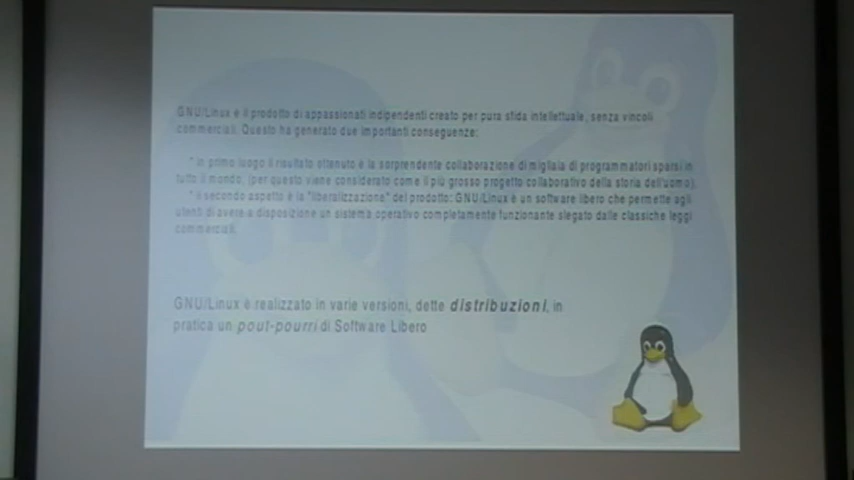 GNU/Linux è il prodotto di appassionati indipendenti creato per pura sfida intellettuale, senza vincoli
commerciali. Questo ha generato due importanti conseguenze:
* In primo luogo il risultato ottenuto è la sorprendente collaborazione di migliaia di programmatori sparsi in
tutto il mondo, (per questo viene considerato come il più grosso progetto collaborativo della storia dell'uomo).
* Il secondo aspetto è la "liberalizzazione" del prodotto: GNU/Linux è un software libero che permette agli
utenti di avere a disposizione un sistema operativo completamente funzionante slegato dalle classiche leggi
commerciali.
GNU/Linux è realizzato in varie versioni, dette distribuzioni, in
pratica un pout-pourri di Software Libero